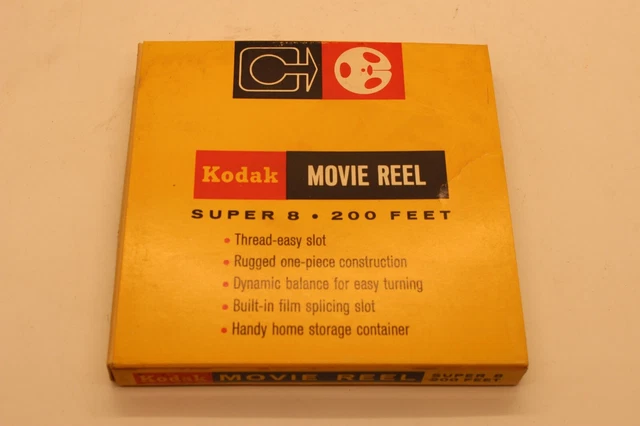 Kodak MOVIE REEL
SUPER 8 • 200 FEET
• Thread-easy slot
• Rugged one-piece construction
• Dynamic balance for easy turning
• Built-in film splicing slot
• Handy home storage container
Kodak MOVIE REEL SUPER 8
200 FEET